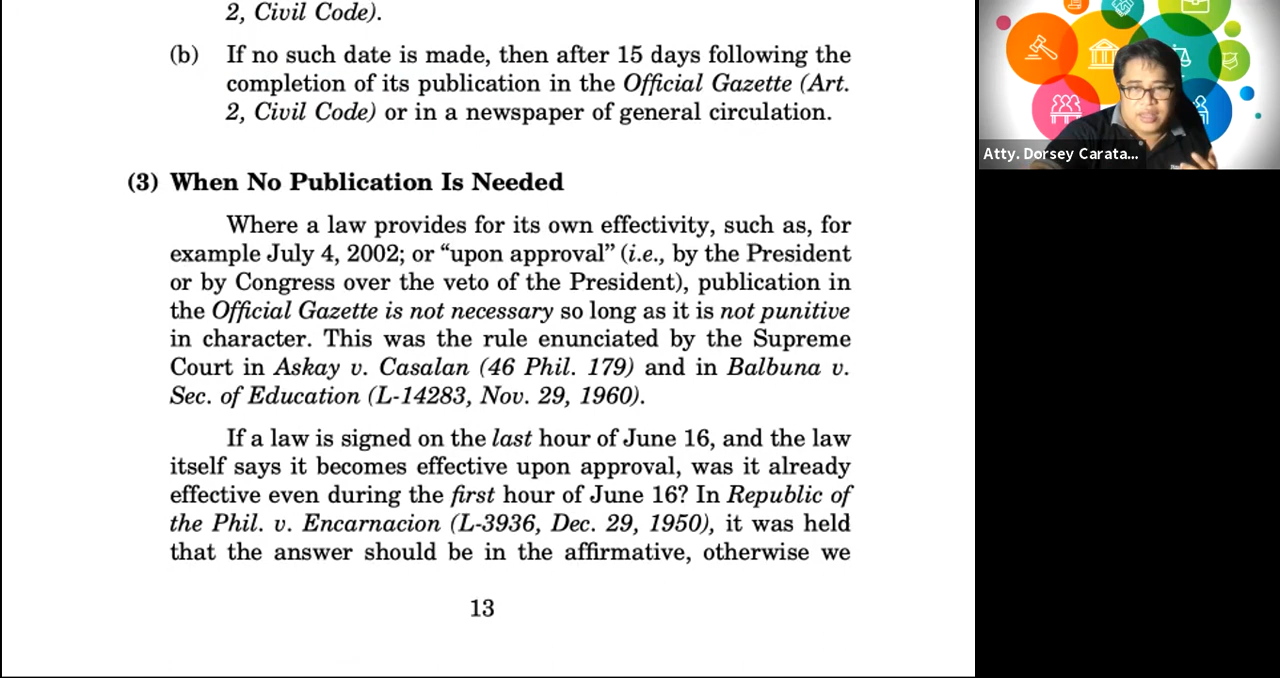 2, Civil Code).
(b) If no such date is made, then after 15 days following the
completion of its publication in the Official Gazette (Art.
2, Civil Code) or in a newspaper of general circulation.
(3) When No Publication Is Needed
Where a law provides for its own effectivity, such as, for
example July 4, 2002; or “upon approval” (i.e., by the President
or by Congress over the veto of the President), publication in
the Official Gazette is not necessary so long as it is not punitive
in character. This was the rule enunciated by the Supreme
Court in Askay v. Casalan (46 Phil. 179) and in Balbuna v.
Sec. of Education (L-14283, Nov. 29, 1960).
If a law is signed on the last hour of June 16, and the law
itself says it becomes effective upon approval, was it already
effective even during the first hour of June 16? In Republic of
the Phil. v. Encarnacion (L-3936, Dec. 29, 1950), it was held
that the answer should be in the affirmative, otherwise we
13
Atty. Dorsey Carata...